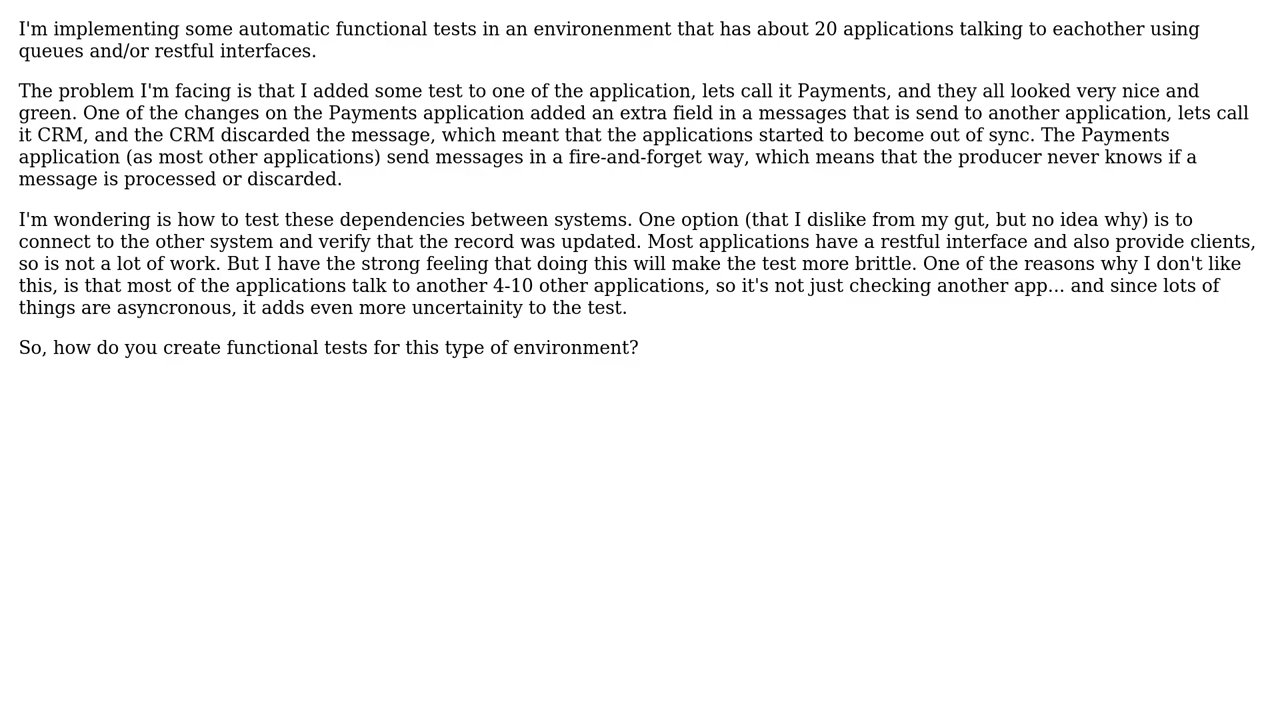 I'm implementing some automatic functional tests in an environenment that has about 20 applications talking to eachother using
queues and/or restful interfaces.
The problem I'm facing is that I added some test to one of the application, lets call it Payments, and they all looked very nice and
green. One of the changes on the Payments application added an extra field in a messages that is send to another application, lets call
it CRM, and the CRM discarded the message, which meant that the applications started to become out of sync. The Payments
application (as most other applications) send messages in a fire-and-forget way, which means that the producer never knows if a
message is processed or discarded.
I'm wondering is how to test these dependencies between systems. One option (that I dislike from my gut, but no idea why) is to
connect to the other system and verify that the record was updated. Most applications have a restful interface and also provide clients,
so is not a lot of work. But I have the strong feeling that doing this will make the test more brittle. One of the reasons why I don't like
this, is that most of the applications talk to another 4-10 other applications, so it's not just checking another app... and since lots of
things are asyncronous, it adds even more uncertainity to the test.
So, how do you create functional tests for this type of environment?